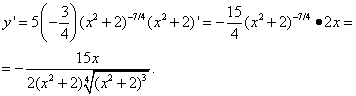 y' = 5(-3/4)(x² + 2)^{-7/4}(x² + 2)' = -15/4(x² + 2)^{-7/4} • 2x =
= -15x/(2(x² + 2)∜((x² + 2)³)).